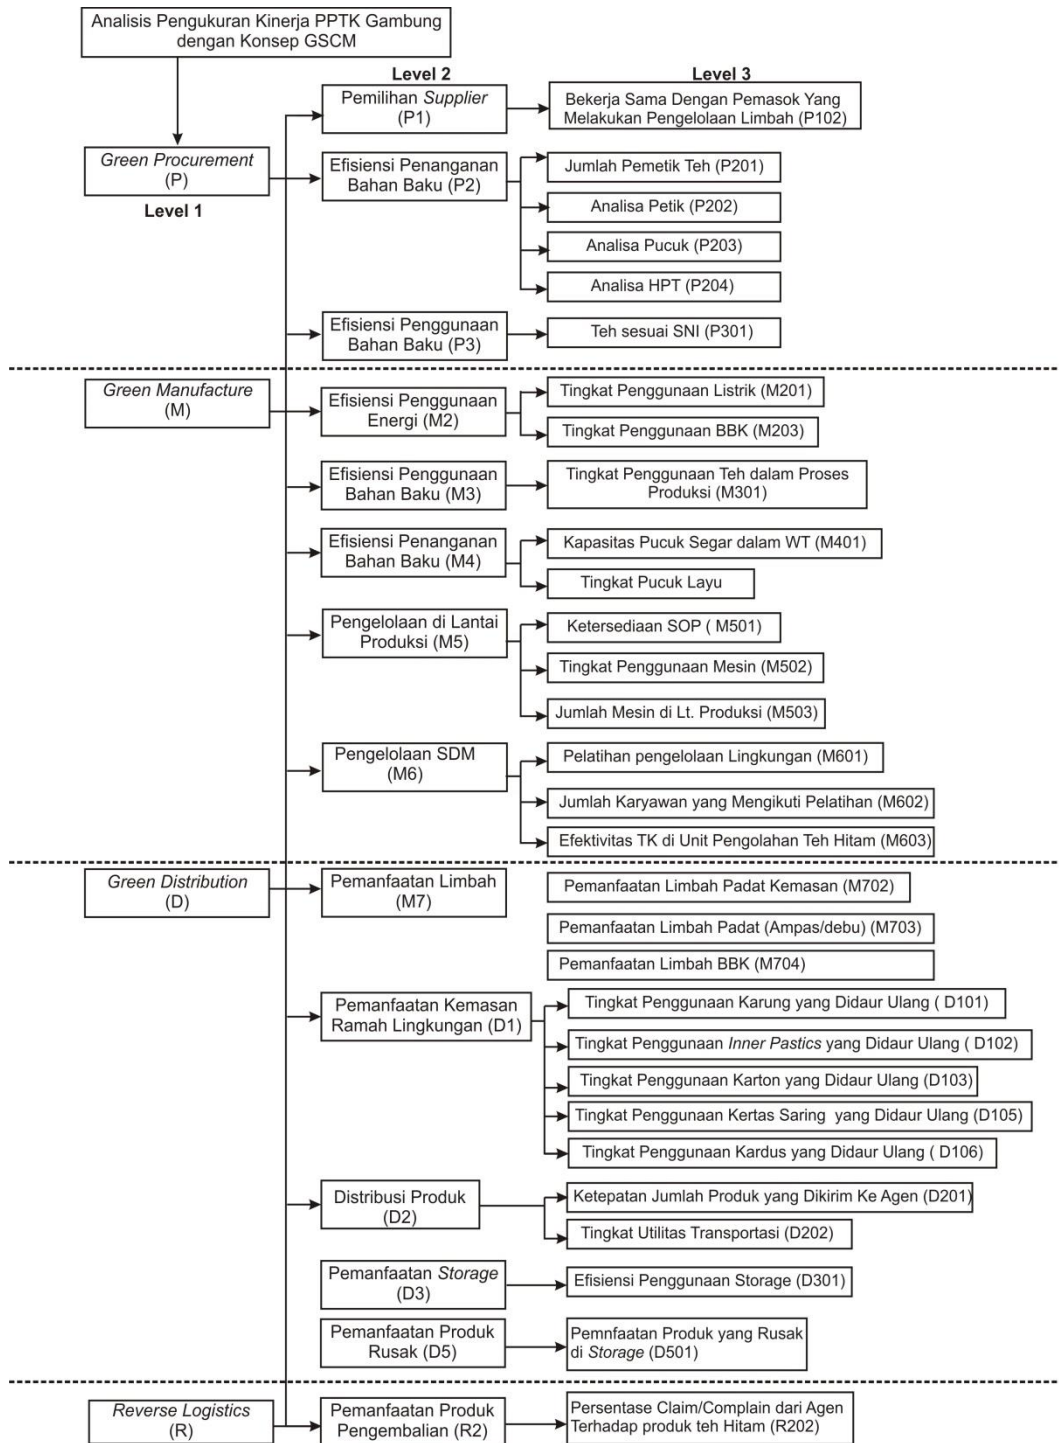 Analisis Pengukuran Kinerja PPTK Gambung
dengan Konsep GSCM
Level 2
Level 3
Pemilihan Supplier
(P1)
Bekerja Sama Dengan Pemasok Yang
Melakukan Pengelolaan Limbah (P102)
Green Procurement
(P)
Level 1
Efisiensi Penanganan
Bahan Baku (P2)
Jumlah Pemetik Teh (P201)
Analisa Petik (P202)
Analisa Pucuk (P203)
Analisa HPT (P204)
Efisiensi Penggunaan
Bahan Baku (P3)
Teh sesuai SNI (P301)
Green Manufacture
(M)
Efisiensi Penggunaan
Energi (M2)
Tingkat Penggunaan Listrik (M201)
Tingkat Penggunaan BBK (M203)
Efisiensi Penggunaan
Bahan Baku (M3)
Tingkat Penggunaan Teh dalam Proses
Produksi (M301)
Efisiensi Penanganan
Bahan Baku (M4)
Kapasitas Pucuk Segar dalam WT (M401)
Tingkat Pucuk Layu
Pengelolaan di Lantai
Produksi (M5)
Ketersediaan SOP ( M501)
Tingkat Penggunaan Mesin (M502)
Jumlah Mesin di Lt. Produksi (M503)
Pengelolaan SDM
(M6)
Pelatihan pengelolaan Lingkungan (M601)
Jumlah Karyawan yang Mengikuti Pelatihan (M602)
Efektivitas TK di Unit Pengolahan Teh Hitam (M603)
Green Distribution
(D)
Pemanfaatan Limbah
(M7)
Pemanfaatan Limbah Padat Kemasan (M702)
Pemanfaatan Limbah Padat (Ampas/debu) (M703)
Pemanfaatan Limbah BBK (M704)
Pemanfaatan Kemasan
Ramah Lingkungan (D1)
Tingkat Penggunaan Karung yang Didaur Ulang ( D101)
Tingkat Penggunaan Inner Pastics yang Didaur Ulang ( D102)
Tingkat Penggunaan Karton yang Didaur Ulang (D103)
Tingkat Penggunaan Kertas Saring yang Didaur Ulang (D105)
Tingkat Penggunaan Kardus yang Didaur Ulang ( D106)
Distribusi Produk
(D2)
Ketepatan Jumlah Produk yang Dikirim Ke Agen (D201)
Tingkat Utilitas Transportasi (D202)
Pemanfaatan Storage
(D3)
Efisiensi Penggunaan Storage (D301)
Pemanfaatan Produk
Rusak (D5)
Pemnfaatan Produk yang Rusak
di Storage (D501)
Reverse Logistics
(R)
Pemanfaatan Produk
Pengembalian (R2)
Persentase Claim/Complain dari Agen
Terhadap produk teh Hitam (R202)